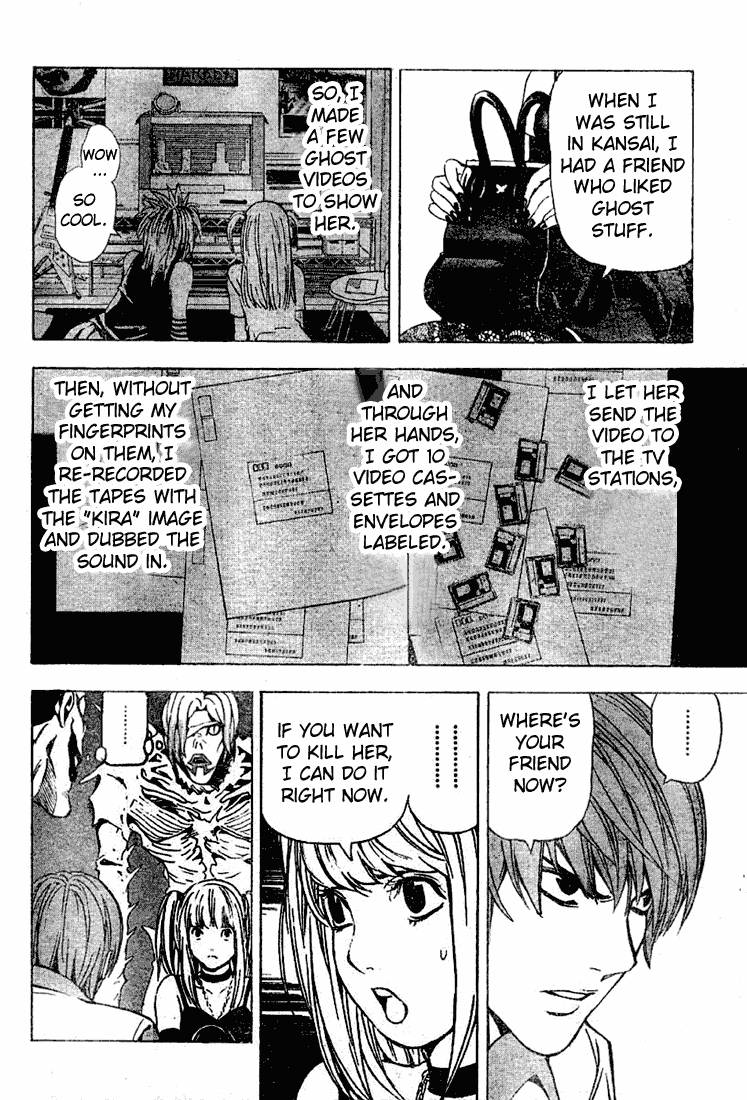 WHEN I
WAS STILL
IN KANSAI, I
HAD A FRIEND
WHO LIKED
GHOST
STUFF.
SO, I
MADE
A FEW
GHOST
VIDEOS
TO SHOW
HER.
WOW
...
SO
COOL.
I LET HER
SEND THE
VIDEO TO
THE TV
STATIONS,
AND
THROUGH
HER HANDS,
I GOT 10
VIDEO CAS-
SETTES AND
ENVELOPES
LABELED.
THEN, WITHOUT
GETTING MY
FINGERPRINTS
ON THEM, I
RE-RECORDED
THE TAPES WITH
THE "KIRA" IMAGE
AND DUBBED THE
SOUND IN.
........
WHERE'S
YOUR
FRIEND
NOW?
........
IF YOU WANT
TO KILL HER,
I CAN DO IT
RIGHT NOW.
......